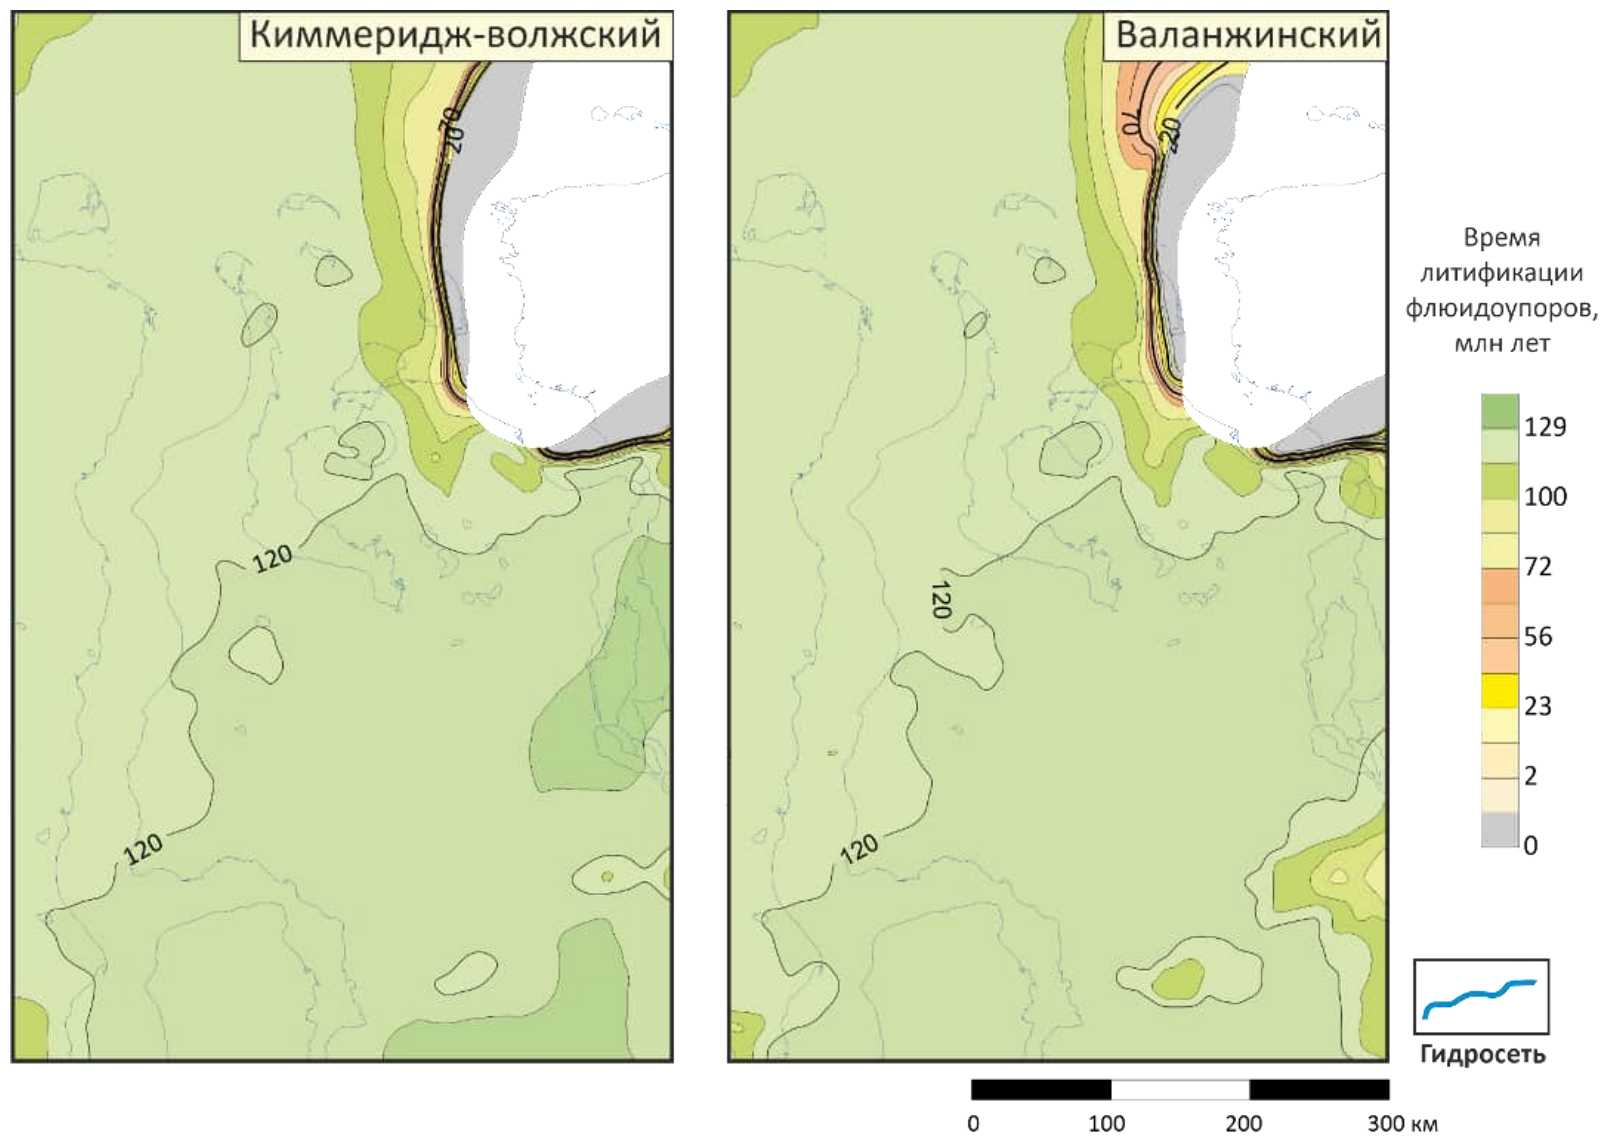 Киммеридж-волжский
Валанжинский
70
20
120
120
70
20
120
120
Время
литификации
флюидоупоров,
млн лет
129
100
72
56
23
2
0
Гидросеть
0 100 200 300 км